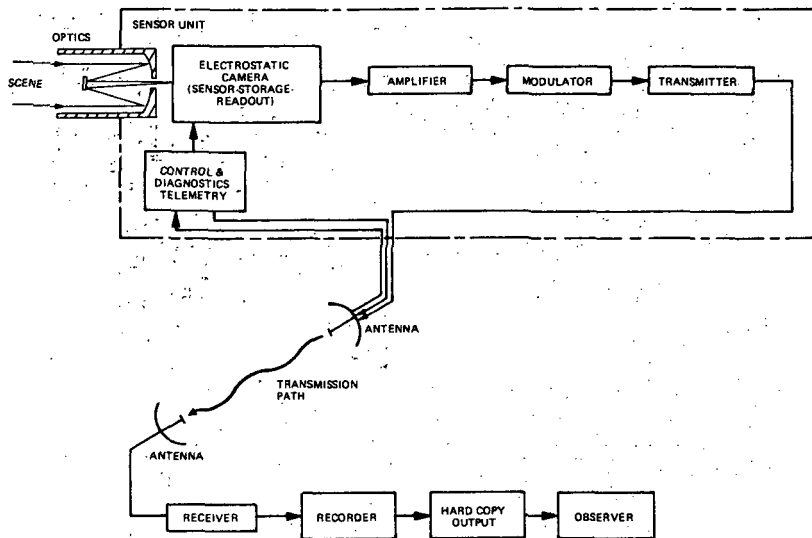 SENSOR UNIT
OPTICS
SCENE
ELECTROSTATIC
CAMERA
(SENSOR-STORAGE-
READOUT)
AMPLIFIER
MODULATOR
TRANSMITTER
CONTROL &
DIAGNOSTICS
TELEMETRY
ANTENNA
TRANSMISSION
PATH
ANTENNA
RECEIVER
RECORDER
HARD COPY
OUTPUT
OBSERVER